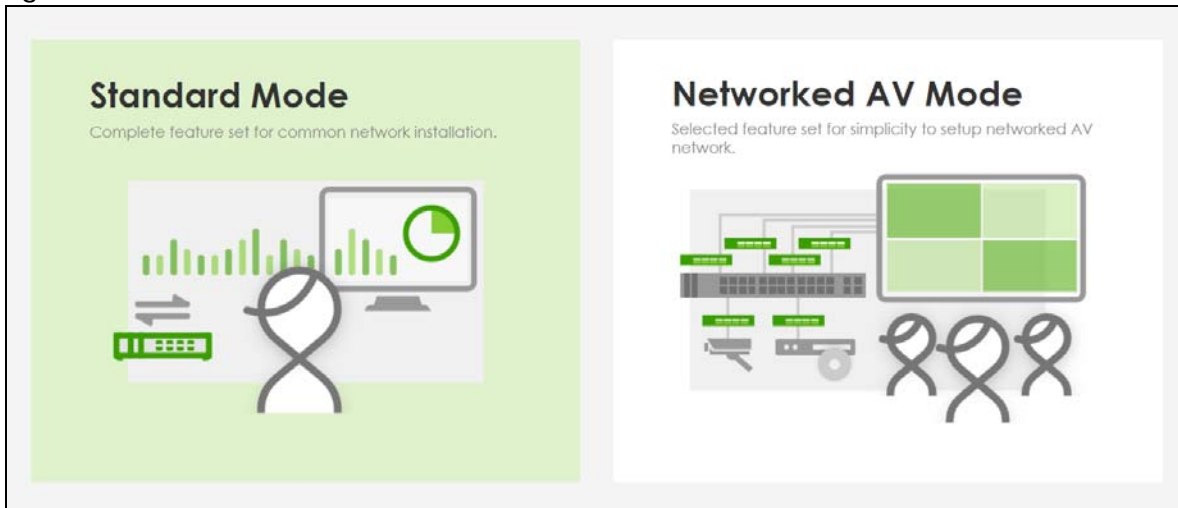 Standard Mode
Complete feature set for common network installation.
Networked AV Mode
Selected feature set for simplicity to setup networked AV
network.